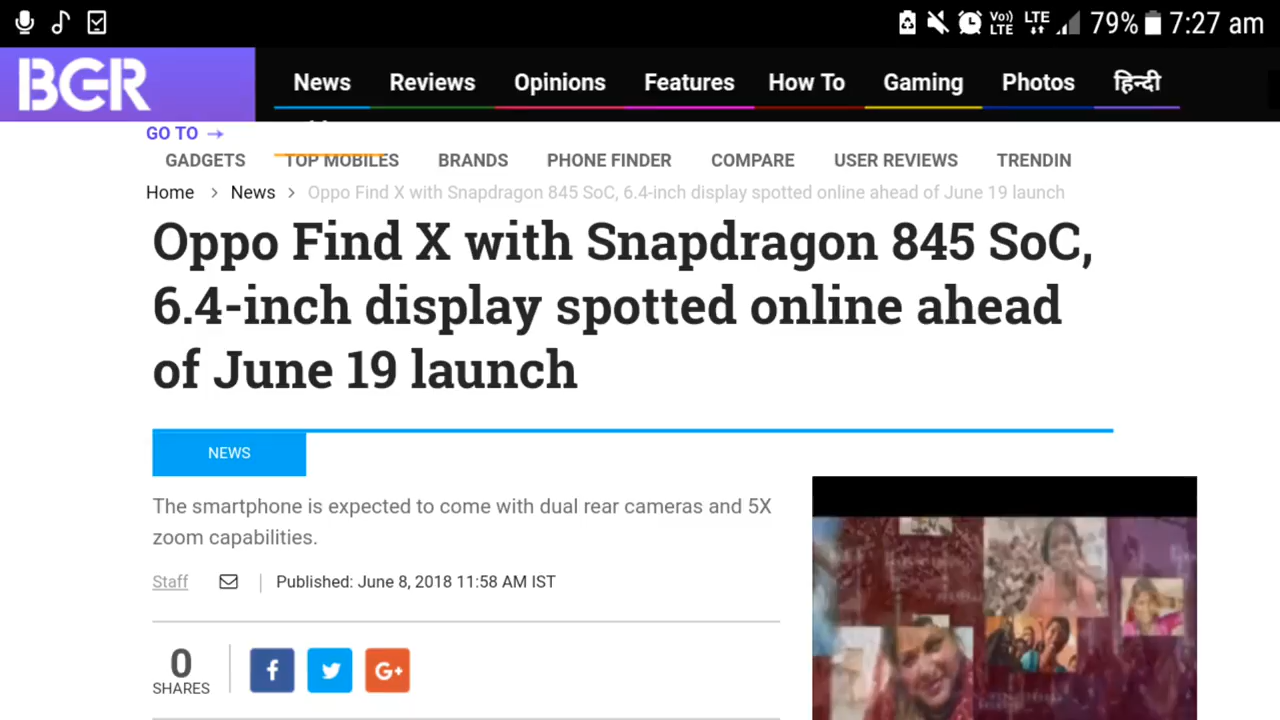 Vo)) LTE LTE 79% 7:27 am
BGR News Reviews Opinions Features How To Gaming Photos हिन्दी
GO TO →
GADGETS TOP MOBILES BRANDS PHONE FINDER COMPARE USER REVIEWS TRENDIN
Home > News > Oppo Find X with Snapdragon 845 SoC, 6.4-inch display spotted online ahead of June 19 launch
Oppo Find X with Snapdragon 845 SoC,
6.4-inch display spotted online ahead
of June 19 launch
NEWS
The smartphone is expected to come with dual rear cameras and 5X
zoom capabilities.
Staff | Published: June 8, 2018 11:58 AM IST
0
SHARES
f G+